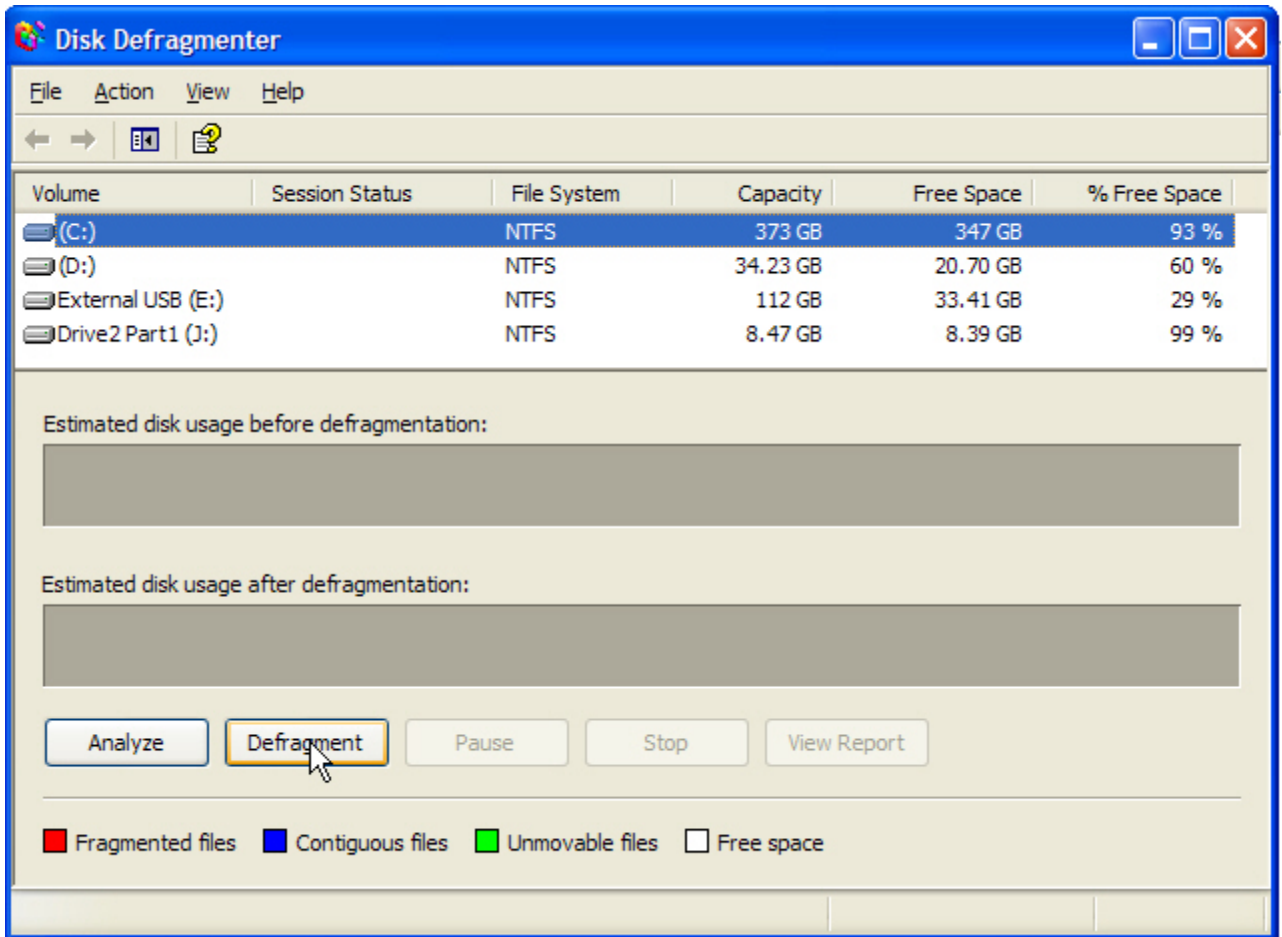 Disk Defragmenter
File Action View Help
Volume Session Status File System Capacity Free Space % Free Space
(C:) NTFS 373 GB 347 GB 93 %
(D:) NTFS 34.23 GB 20.70 GB 60 %
External USB (E:) NTFS 112 GB 33.41 GB 29 %
Drive2 Part1 (J:) NTFS 8.47 GB 8.39 GB 99 %
Estimated disk usage before defragmentation:
Estimated disk usage after defragmentation:
Analyze Defragment Pause Stop View Report
Fragmented files Contiguous files Unmovable files Free space